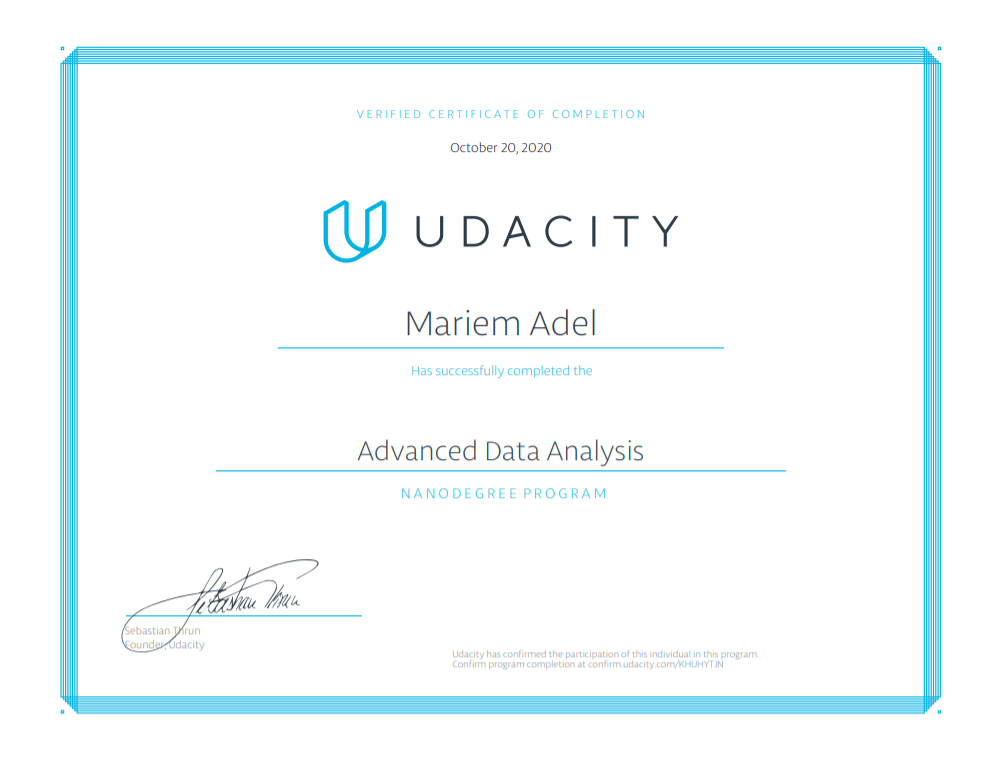 VERIFIED CERTIFICATE OF COMPLETION
October 20, 2020
UDACITY
Mariem Adel
Has successfully completed the
Advanced Data Analysis
NANODEGREE PROGRAM
Sebastian Thrun
Sebastian Thrun
Founder, Udacity
Udacity has confirmed the participation of this individual in this program.
Confirm program completion at confirm.udacity.com/KHUHYTJN